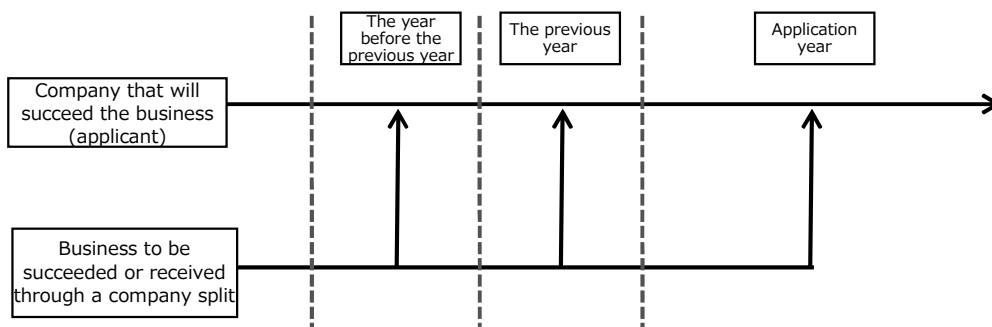 The year
before the
previous year
The previous
year
Application
year
Company that will
succeed the business
(applicant)
Business to be
succeeded or received
through a company split